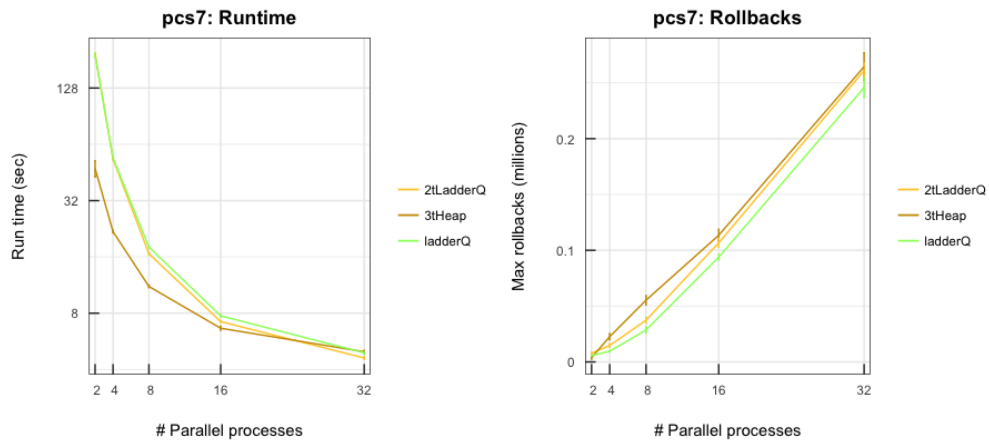 pcs7: Runtime
128
32
8
2 4 8 16 32
Run time (sec)
# Parallel processes
2tLadderQ
3tHeap
ladderQ
pcs7: Rollbacks
0.2
0.1
0
2 4 8 16 32
Max rollbacks (millions)
# Parallel processes
2tLadderQ
3tHeap
ladderQ